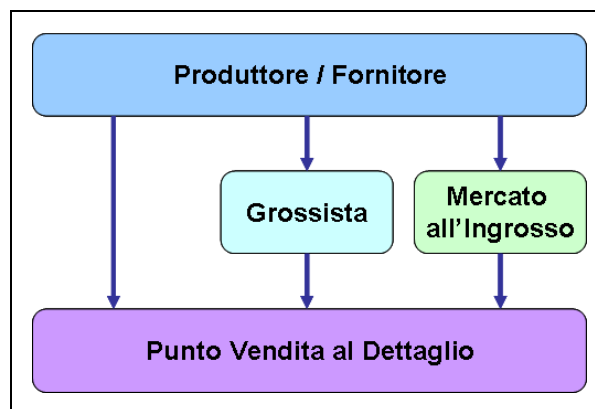 Produttore / Fornitore
Grossista
Mercato
all’Ingrosso
Punto Vendita al Dettaglio